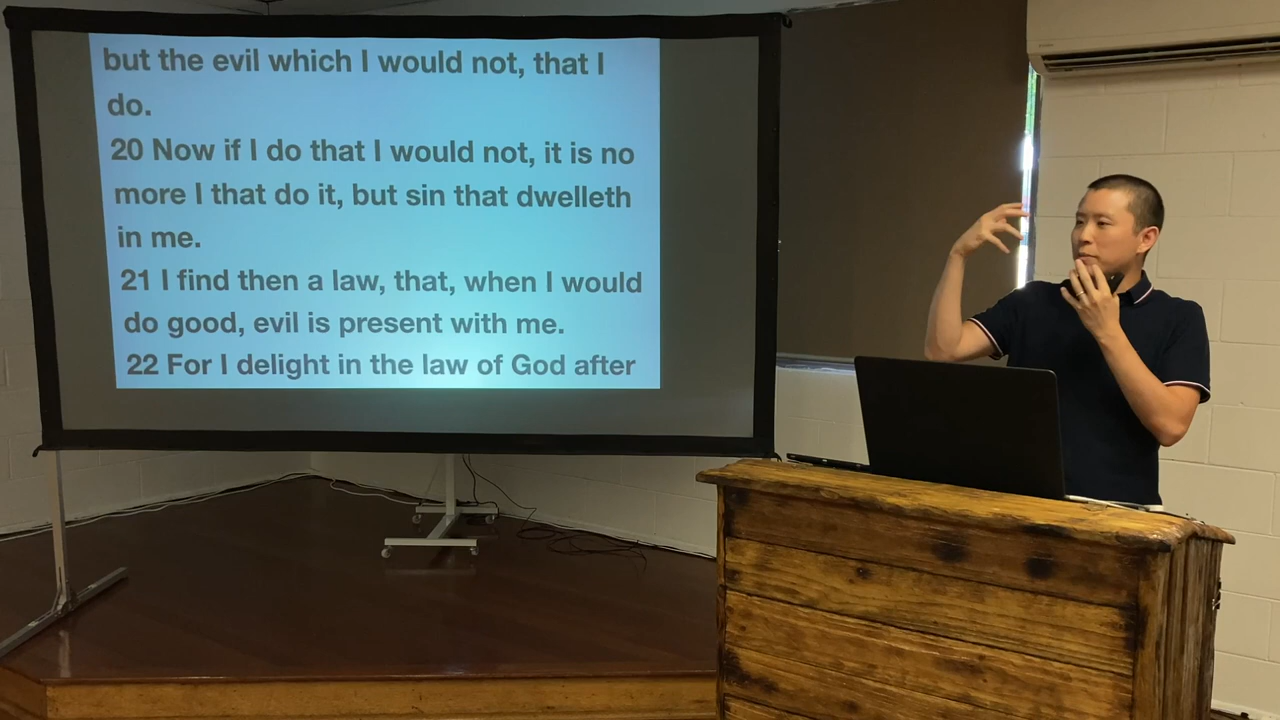 but the evil which I would not, that I
do.
20 Now if I do that I would not, it is no
more I that do it, but sin that dwelleth
in me.
21 I find then a law, that, when I would
do good, evil is present with me.
22 For I delight in the law of God after